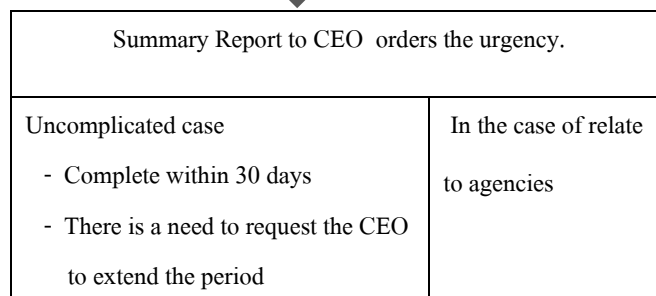 Summary Report to CEO orders the urgency.
Uncomplicated case
- Complete within 30 days
- There is a need to request the CEO
to extend the period
In the case of relate
to agencies